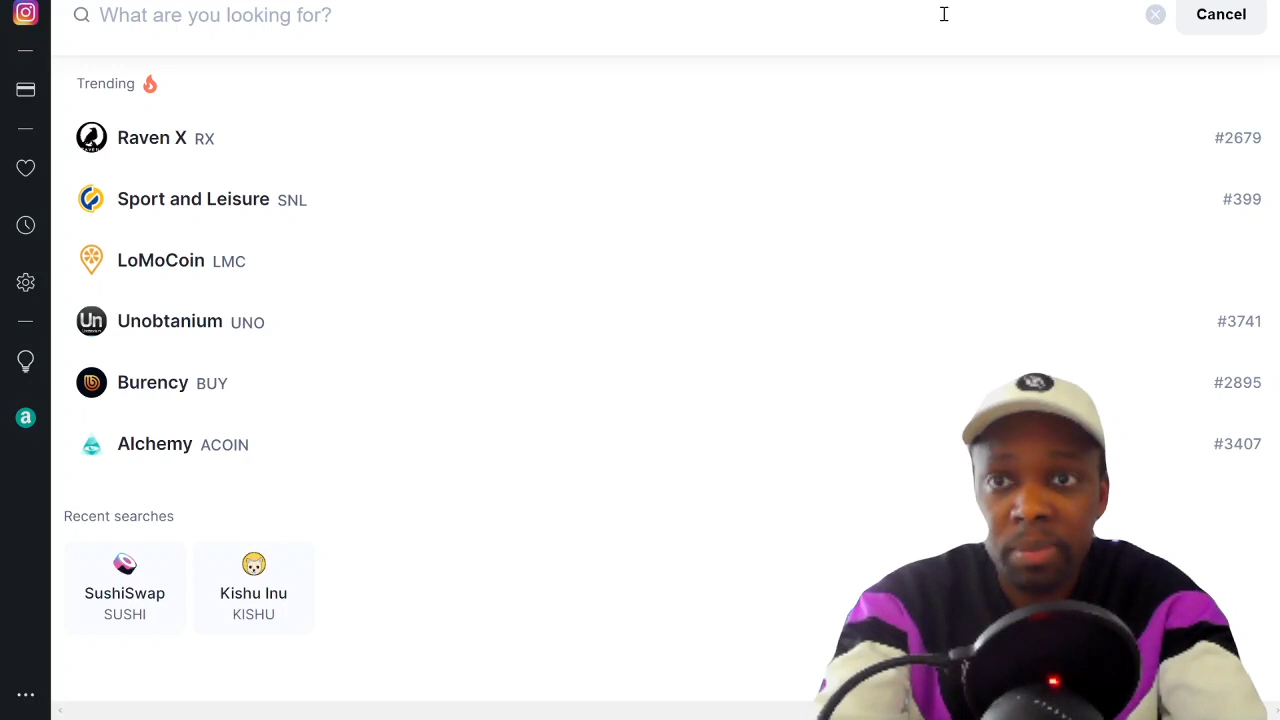 What are you looking for?
Cancel
Trending
Raven X RX #2679
Sport and Leisure SNL #399
LoMoCoin LMC
Unobtanium UNO #3741
Burency BUY #2895
Alchemy ACOIN #3407
Recent searches
SushiSwap Kishu Inu
SUSHI KISHU